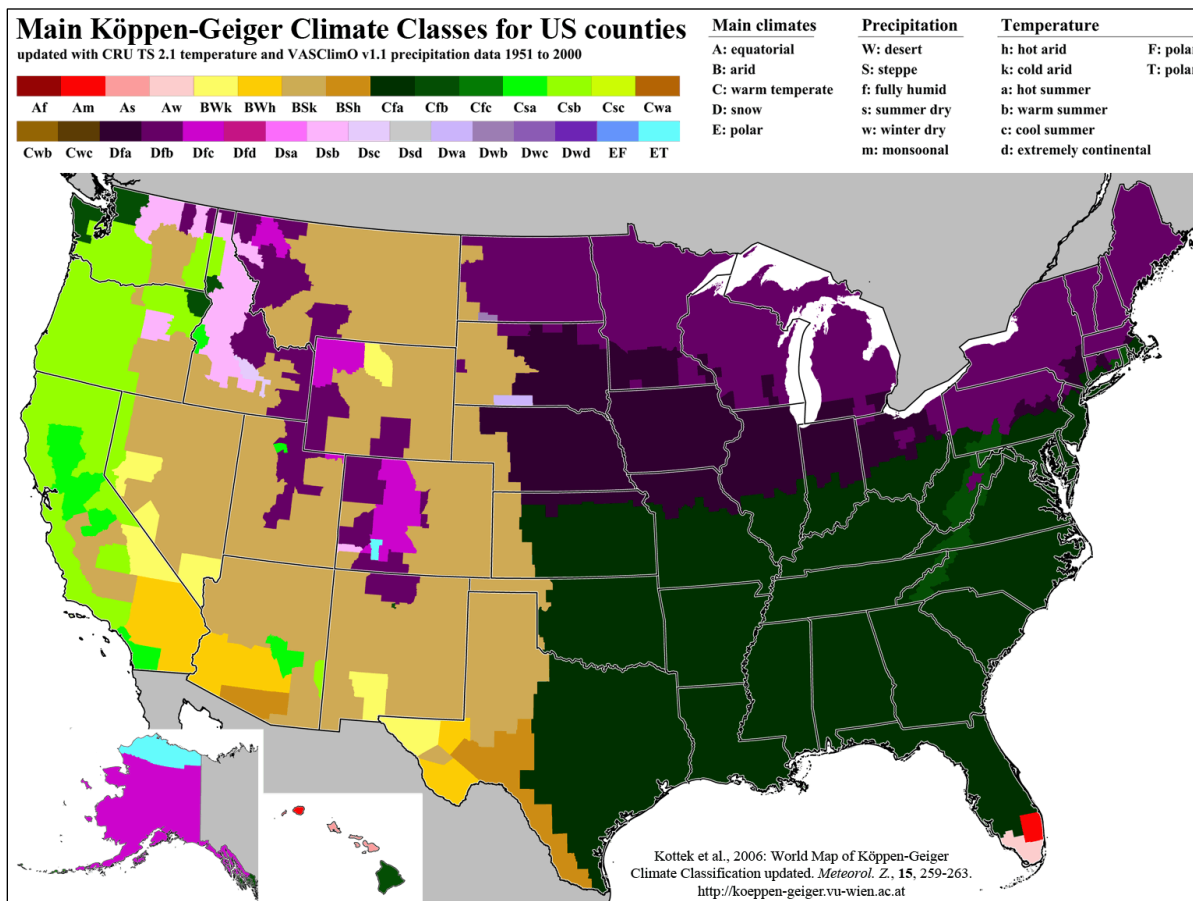 Main Köppen-Geiger Climate Classes for US counties
updated with CRU TS 2.1 temperature and VASClimO v1.1 precipitation data 1951 to 2000
Af Am As Aw BWk BWh BSk BSh Cfa Cfb Cfc Csa Csb Csc Cwa
Cwb Cwc Dfa Dfb Dfc Dfd Dsa Dsb Dsc Dsd Dwa Dwb Dwc Dwd EF ET
Main climates
A: equatorial
B: arid
C: warm temperate
D: snow
E: polar
Precipitation
W: desert
S: steppe
f: fully humid
s: summer dry
w: winter dry
m: monsoonal
Temperature
h: hot arid
k: cold arid
a: hot summer
b: warm summer
c: cool summer
d: extremely continental
F: pola
T: pola
Kottek et al., 2006: World Map of Köppen-Geiger
Climate Classification updated. Meteorol. Z., 15, 259-263.
http://koeppen-geiger.vu-wien.ac.at